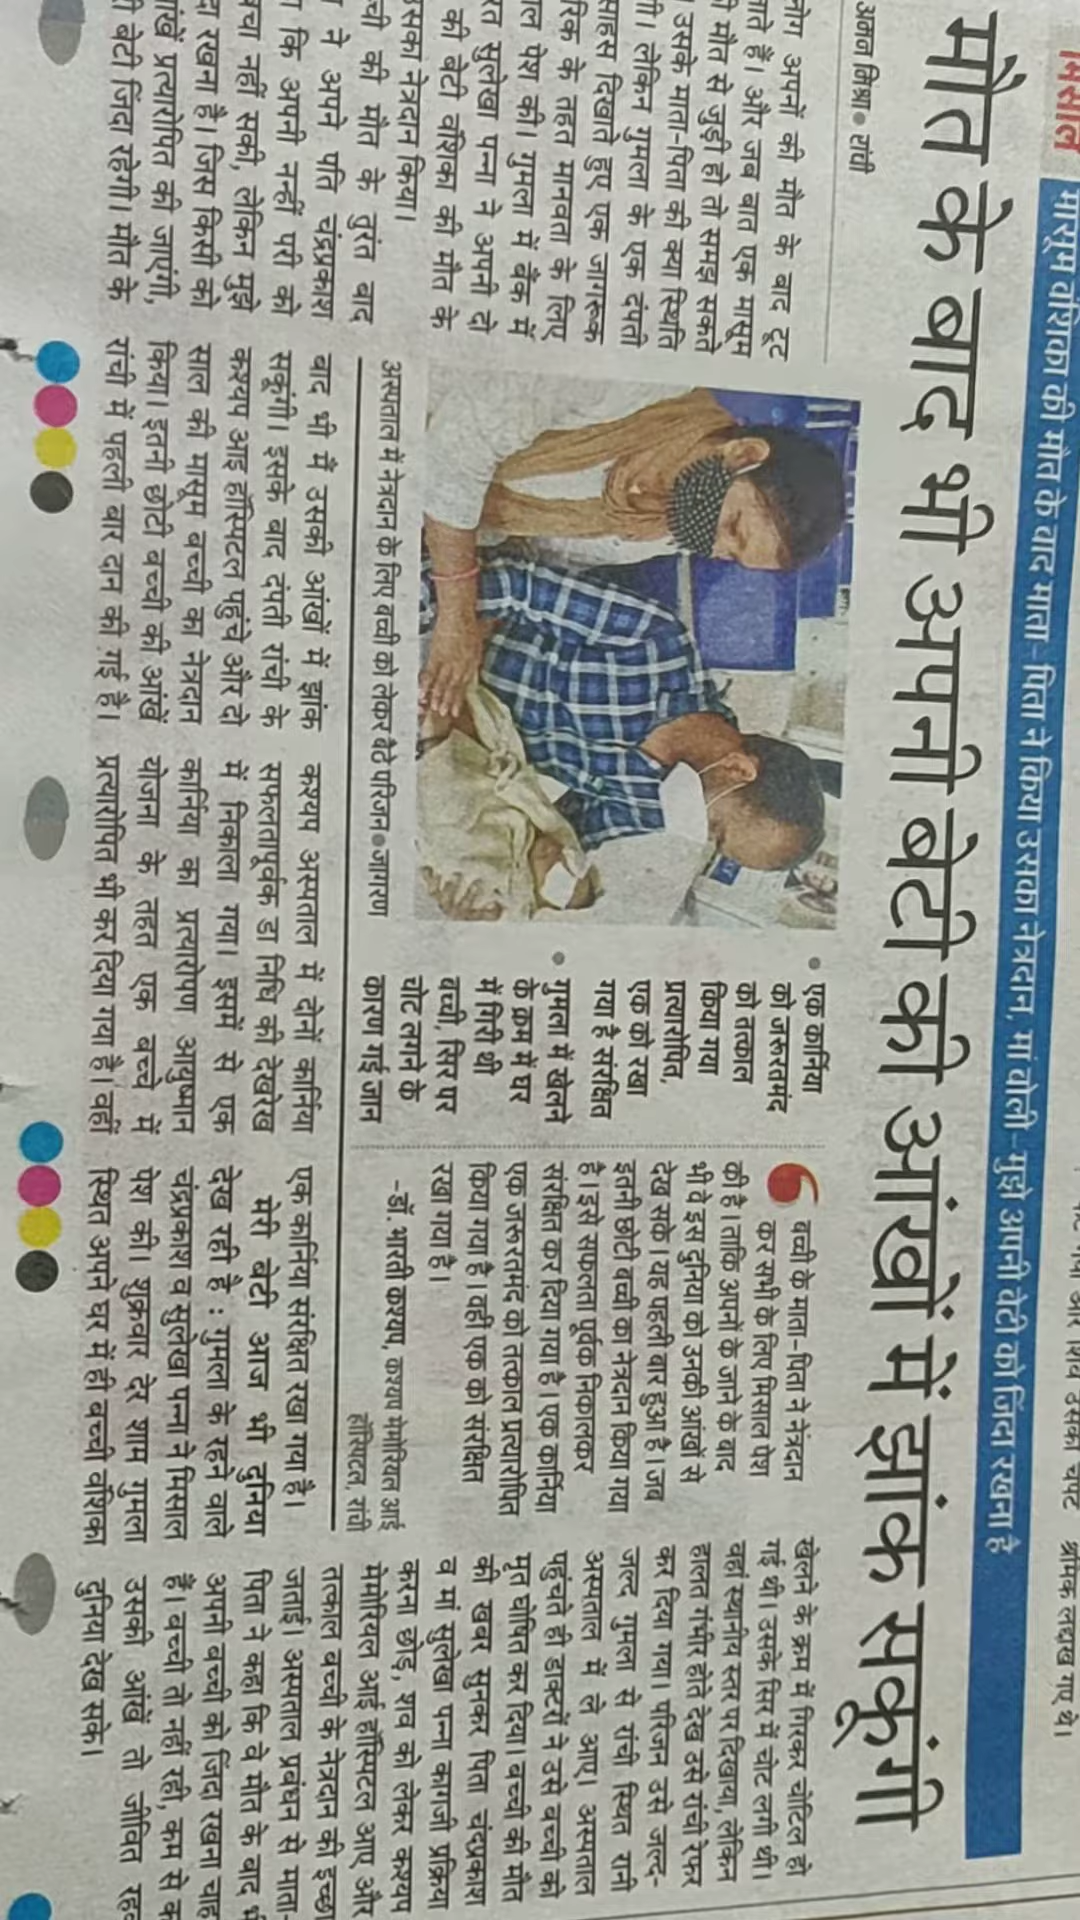 मिसाल
मासूम वंशिका की मौत के बाद माता-पिता ने किया उसका नेत्रदान, मां बोली-मुझे अपनी बेटी को जिंदा रखना है
मौत के बाद भी अपनी बेटी की आंखों में झांक सकूंगी
अमन मिश्रा ● रांची
लोग अपनों की मौत के बाद टूट
जाते हैं। और जब बात एक मासूम
की मौत से जुड़ी हो तो समझ सकते
उसके माता-पिता की क्या स्थिति
गी। लेकिन गुमला के एक दंपती
साहस दिखाते हुए एक जागरूक
रिक के तहत मानवता के लिए
ाल पेश की। गुमला में बैंक में
रत सुलेखा पन्ना ने अपनी दो
की बेटी वंशिका की मौत के
उसका नेत्रदान किया।
ने अपने पति चंद्रप्रकाश
ची की मौत के तुरंत बाद
कि अपनी नन्हीं परी को
बचा नहीं सकी, लेकिन मुझे
दा रखना है। जिस किसी को
ांखें प्रत्यारोपित की जाएंगी,
ी बेटी जिंदा रहेगी। मौत के
अस्पताल में नेत्रदान के लिए बच्ची को लेकर बैठे परिजन ● जागरण
बाद भी मैं उसकी आंखों में झांक
सकूंगी। इसके बाद दंपती रांची के
कश्यप आइ हॉस्पिटल पहुंचे और दो
साल की मासूम बच्ची का नेत्रदान
किया। इतनी छोटी बच्ची की आंखें
रांची में पहली बार दान की गई है।
● एक कार्निया
को जरूरतमंद
को तत्काल
किया गया
प्रत्यारोपित,
एक को रखा
गया है संरक्षित
● गुमला में खेलने
के क्रम में घर
में गिरी थी
बच्ची, सिर पर
चोट लगने के
कारण गई जान
कश्यप अस्पताल में दोनों कार्निया
सफलतापूर्वक डा निधि की देखरेख
में निकाला गया। इसमें से एक
कार्निया का प्रत्यारोपण आयुष्मान
योजना के तहत एक बच्चे में
प्रत्यारोपित भी कर दिया गया है। वहीं
बच्ची के माता-पिता ने नेत्रदान
कर सभी के लिए मिसाल पेश
की है। ताकि अपनों के जाने के बाद
भी वे इस दुनिया को उनकी आंखों से
देख सकें। यह पहली बार हुआ है। जब
इतनी छोटी बच्ची का नेत्रदान किया गया
है। इसे सफलता पूर्वक निकालकर
संरक्षित कर दिया गया है। एक कार्निया
एक जरूरतमंद को तत्काल प्रत्यारोपित
किया गया है। वहीं एक को संरक्षित
रखा गया है।
-डॉ. भारती कश्यप, कश्यप मेमोरियल आई
हॉस्पिटल, रांची
एक कार्निया संरक्षित रखा गया है।
मेरी बेटी आज भी दुनिया
देख रही है : गुमला के रहने वाले
चंद्रप्रकाश व सुलेखा पन्ना ने मिसाल
पेश की। शुक्रवार देर शाम गुमला
स्थित अपने घर में ही बच्ची वंशिका
खेलने के क्रम में गिरकर चोटिल हो
गई थी। उसके सिर में चोट लगी थी।
वहां स्थानीय स्तर पर दिखाया, लेकिन
हालत गंभीर होते देख उसे रांची रेफर
कर दिया गया। परिजन उसे जल्द-
जल्द गुमला से रांची स्थित रानी
अस्पताल में ले आए। अस्पताल
पहुंचते ही डाक्टरों ने उसे बच्ची को
मृत घोषित कर दिया। बच्ची की मौत
की खबर सुनकर पिता चंद्रप्रकाश
व मां सुलेखा पन्ना कागजी प्रक्रिया
करना छोड़, शव को लेकर कश्यप
मेमोरियल आई हॉस्पिटल आए और
तत्काल बच्ची के नेत्रदान की इच्छा
जताई। अस्पताल प्रबंधन से माता-
पिता ने कहा कि वे मौत के बाद भ
अपनी बच्ची को जिंदा रखना चाह
हैं। बच्ची तो नहीं रही, कम से क
उसकी आंखें तो जीवित रहक
दुनिया देख सके।
और शिव उसको चपेट
श्रमिक लद्दाख गए थे।